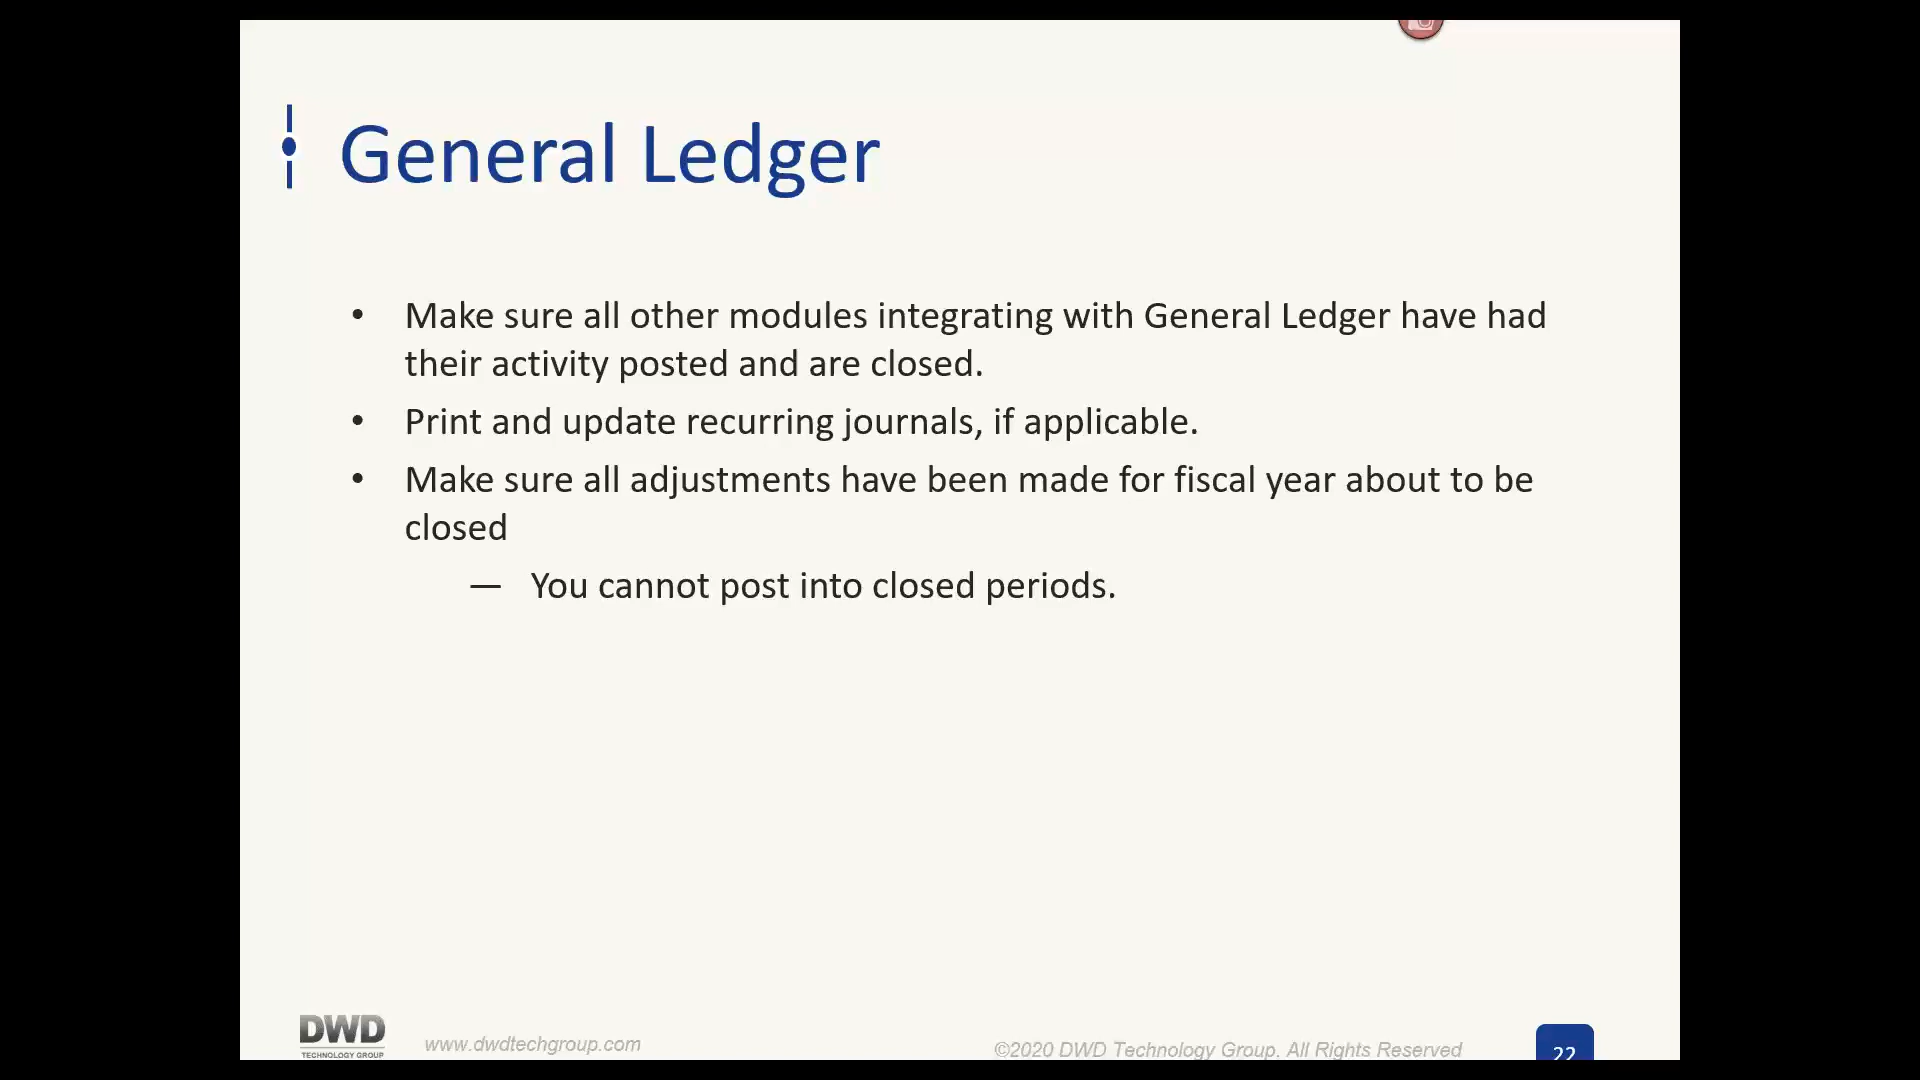 General Ledger
• Make sure all other modules integrating with General Ledger have had
their activity posted and are closed.
• Print and update recurring journals, if applicable.
• Make sure all adjustments have been made for fiscal year about to be
closed
— You cannot post into closed periods.
DWD
TECHNOLOGY GROUP
www.dwdtechgroup.com
©2020 DWD Technology Group. All Rights Reserved
22